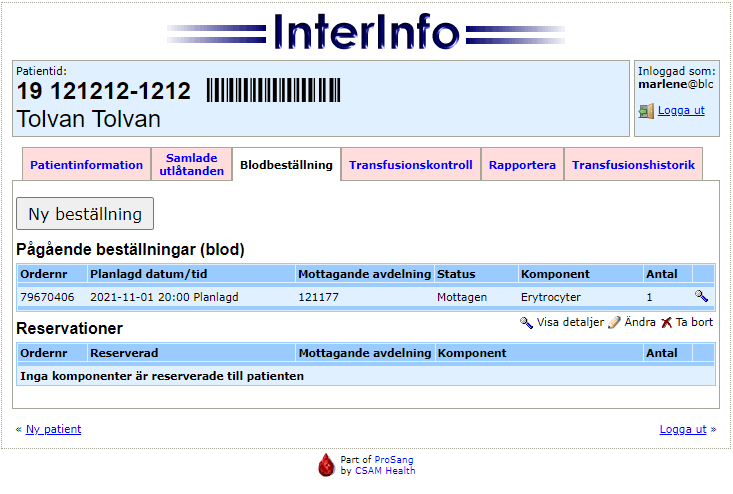 InterInfo
Patientid:
19 121212-1212
Tolvan Tolvan
Inloggad som:
marlene@blc
Logga ut
Patientinformation
Samlade
utlåtanden
Blodbeställning
Transfusionskontroll
Rapportera
Transfusionshistorik
Ny beställning
Pågående beställningar (blod)
Ordernr Planlagd datum/tid Mottagande avdelning Status Komponent Antal
79670406 2021-11-01 20:00 Planlagd 121177 Mottagen Erytrocyter 1
Visa detaljer Ändra Ta bort
Reservationer
Ordernr Reserverad Mottagande avdelning Komponent Antal
Inga komponenter är reserverade till patienten
« Ny patient
Logga ut »
Part of ProSang
by CSAM Health